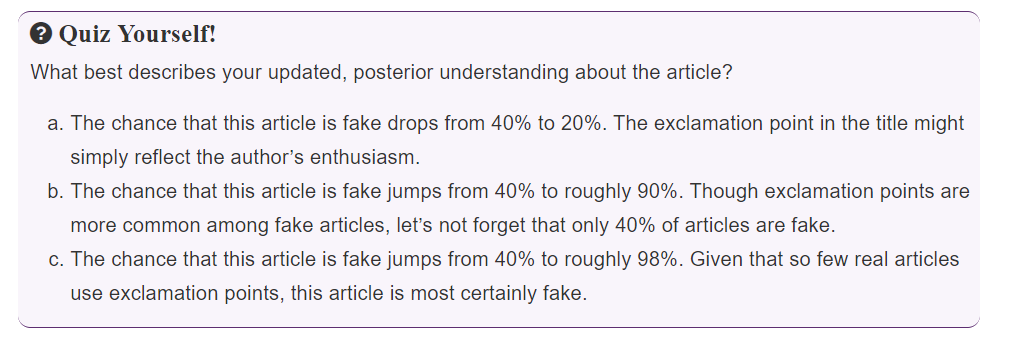 Quiz Yourself!
What best describes your updated, posterior understanding about the article?
a. The chance that this article is fake drops from 40% to 20%. The exclamation point in the title might
simply reflect the author’s enthusiasm.
b. The chance that this article is fake jumps from 40% to roughly 90%. Though exclamation points are
more common among fake articles, let’s not forget that only 40% of articles are fake.
c. The chance that this article is fake jumps from 40% to roughly 98%. Given that so few real articles
use exclamation points, this article is most certainly fake.